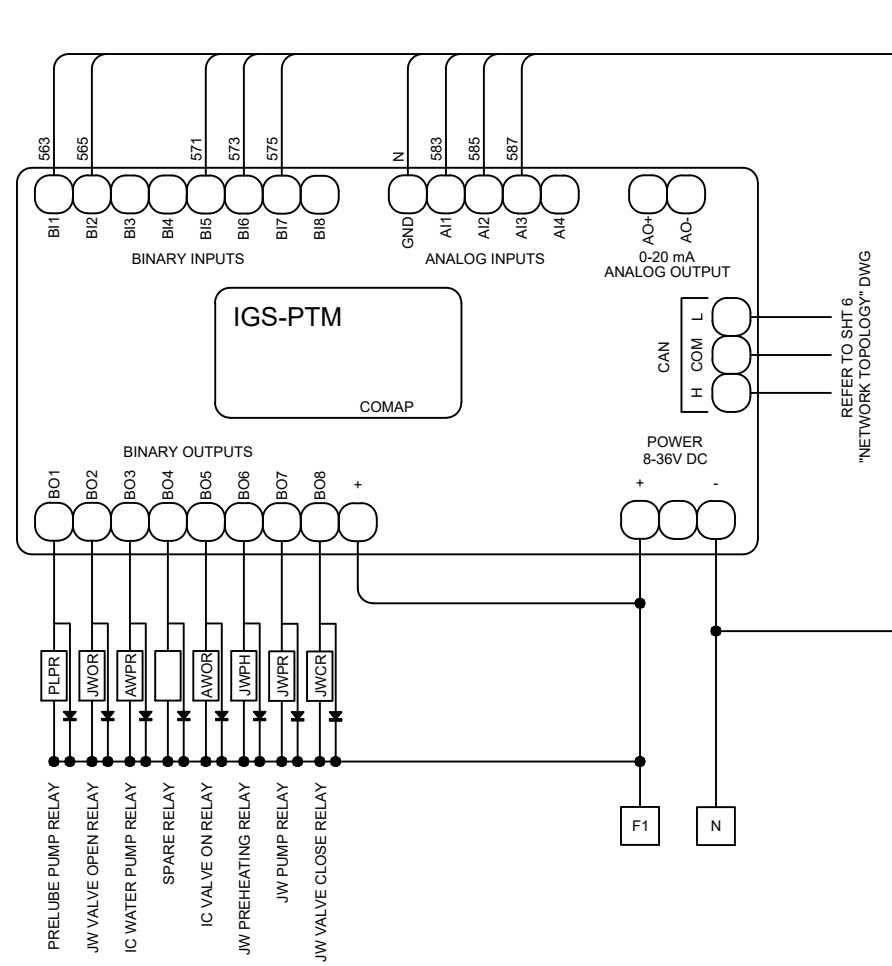 563
565
571
573
575
N
583
585
587
BI1
BI2
BI3
BI4
BI5
BI6
BI7
BI8
GND
AI1
AI2
AI3
AI4
AO+
AO-
BINARY INPUTS
ANALOG INPUTS
0-20 mA
ANALOG OUTPUT
IGS-PTM
COMAP
CAN
L
COM
H
REFER TO SHT 6
"NETWORK TOPOLOGY" DWG
POWER
8-36V DC
+
-
BINARY OUTPUTS
BO1
BO2
BO3
BO4
BO5
BO6
BO7
BO8
+
PLPR
JWOR
AWPR
AWOR
JWPH
JWPR
JWCR
PRELUBE PUMP RELAY
JW VALVE OPEN RELAY
IC WATER PUMP RELAY
SPARE RELAY
IC VALVE ON RELAY
JW PREHEATING RELAY
JW PUMP RELAY
JW VALVE CLOSE RELAY
F1
N